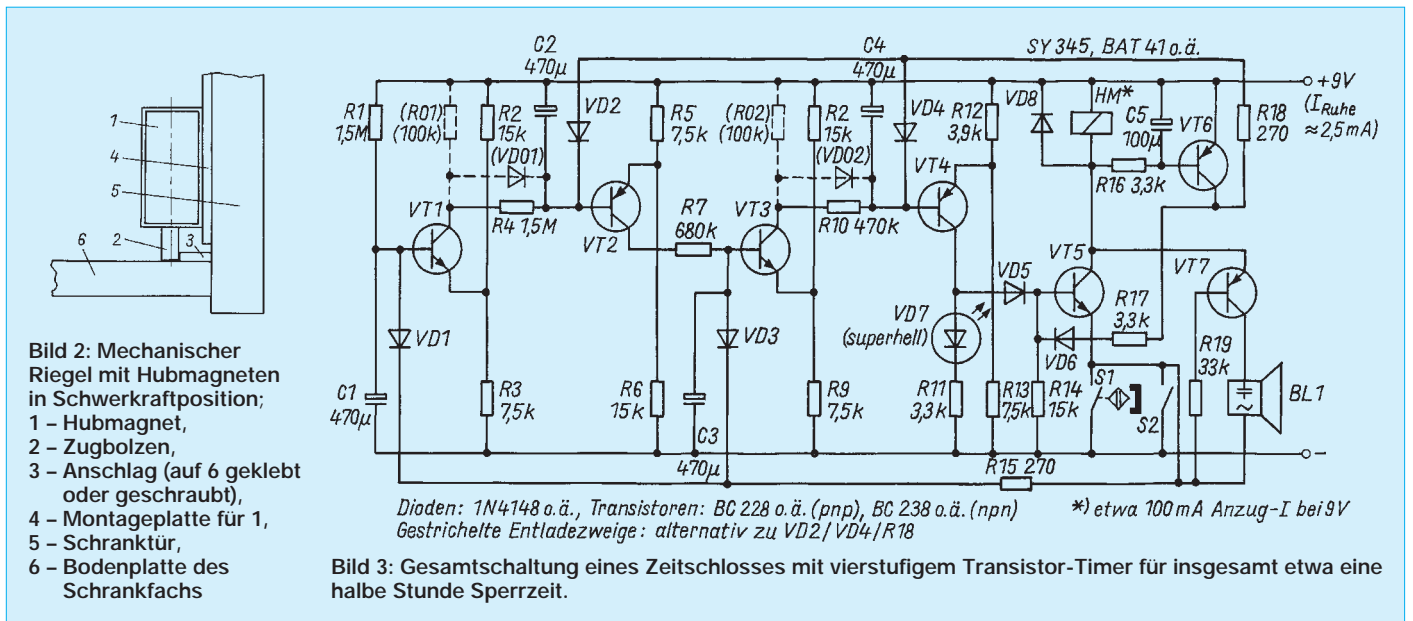 1
4
5
2
3
6
Bild 2: Mechanischer
Riegel mit Hubmagneten
in Schwerkraftposition;
1 – Hubmagnet,
2 – Zugbolzen,
3 – Anschlag (auf 6 geklebt
oder geschraubt),
4 – Montageplatte für 1,
5 – Schranktür,
6 – Bodenplatte des
Schrankfachs
C2
470µ
C4
470µ
SY 345, BAT 41 o.ä.
+9V
(I Ruhe
≈2,5mA)
R1
1,5M
(R01)
(100k)
R2
15k
(VD01)
VD2
R5
7,5k
(R02)
(100k)
R2
15k
(VD02)
VD4
R12
3,9k
VD8
HM*
C5
100µ
VT6
R18
270
R16 3,3k
VT1
R4 1,5M
VT2
R7
680k
VT3
R10 470k
VT4
VD5
VT5
VT7
VD1
VD3
VD7
(superhell)
VD6
R17
3,3k
R19
33k
C1
470µ
R3
7,5k
R6
15k
C3
470µ
R9
7,5k
R11
3,3k
R13
7,5k
R14
15k
S1
S2
BL1
–
R15 270
Dioden: 1N4148 o.ä., Transistoren: BC 228 o.ä. (pnp), BC 238 o.ä. (npn)
*) etwa 100mA Anzug-I bei 9V
Gestrichelte Entladezweige: alternativ zu VD2/VD4/R18
Bild 3: Gesamtschaltung eines Zeitschlosses mit vierstufigem Transistor-Timer für insgesamt etwa eine
halbe Stunde Sperrzeit.